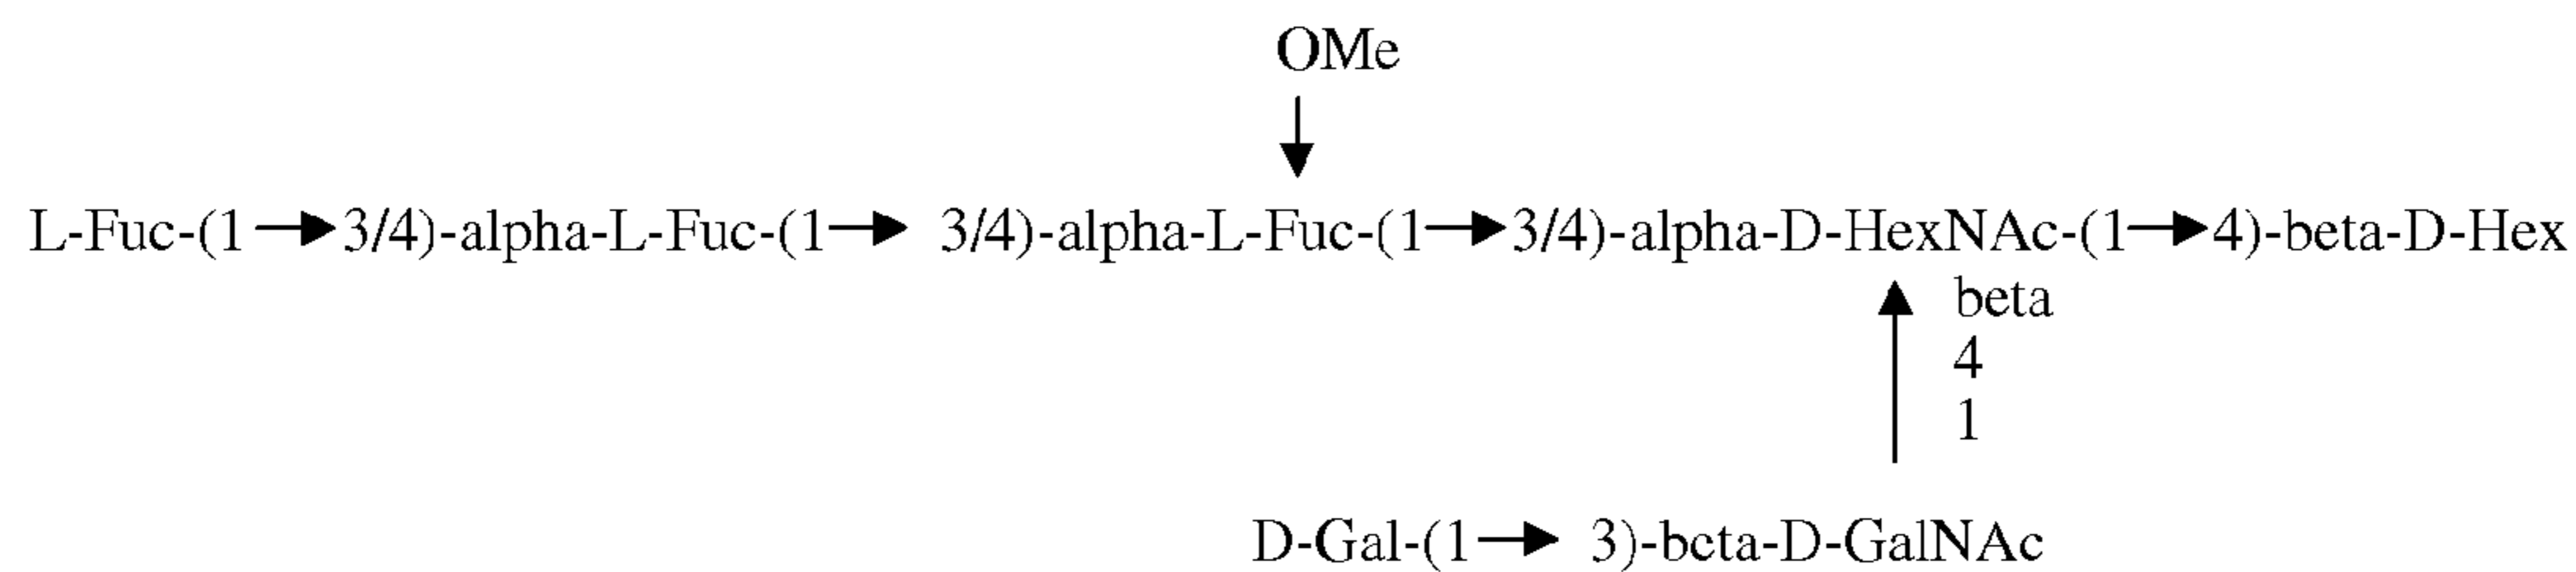 OMe
L-Fuc-(1→3/4)-alpha-L-Fuc-(1→ 3/4)-alpha-L-Fuc-(1→3/4)-alpha-D-HexNAc-(1→4)-beta-D-Hex
beta
4
1
D-Gal-(1→ 3)-bcta-D-GalNAc